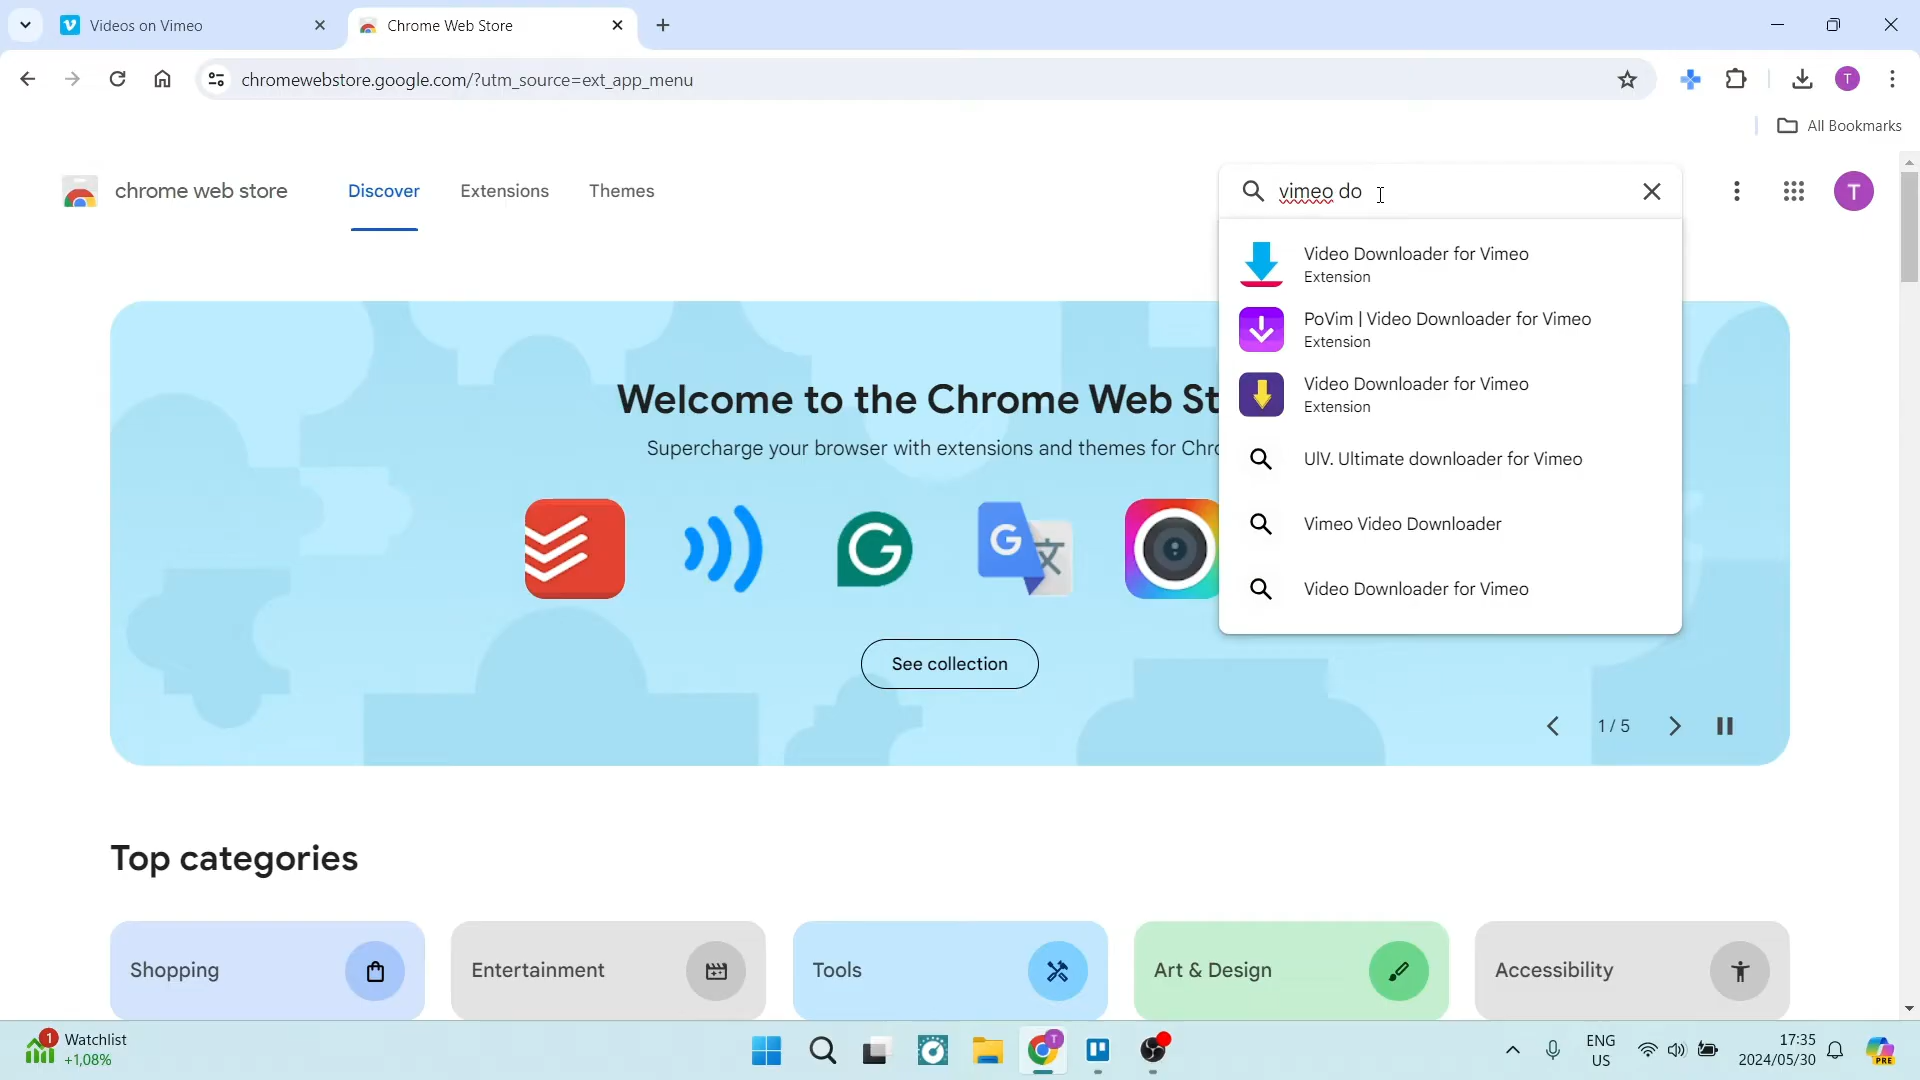 Videos on Vimeo
Chrome Web Store
chromewebstore.google.com/?utm_source=ext_app_menu
T
All Bookmarks
chrome web store
Discover
Extensions
Themes
vimeo do
T
Video Downloader for Vimeo
Extension
PoVim | Video Downloader for Vimeo
Extension
Video Downloader for Vimeo
Extension
UlV. Ultimate downloader for Vimeo
Vimeo Video Downloader
Video Downloader for Vimeo
Welcome to the Chrome Web St
Supercharge your browser with extensions and themes for Chr
See collection
1 / 5
Top categories
Shopping
Entertainment
Tools
Art & Design
Accessibility
1
Watchlist
+1,08%
T
ENG
US
17:35
2024/05/30
PRE